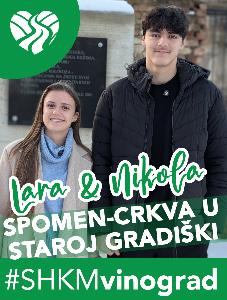 Lara & Nikola
SPOMEN-CRKVA U
STAROJ GRADIŠKI
#SHKMvinograd